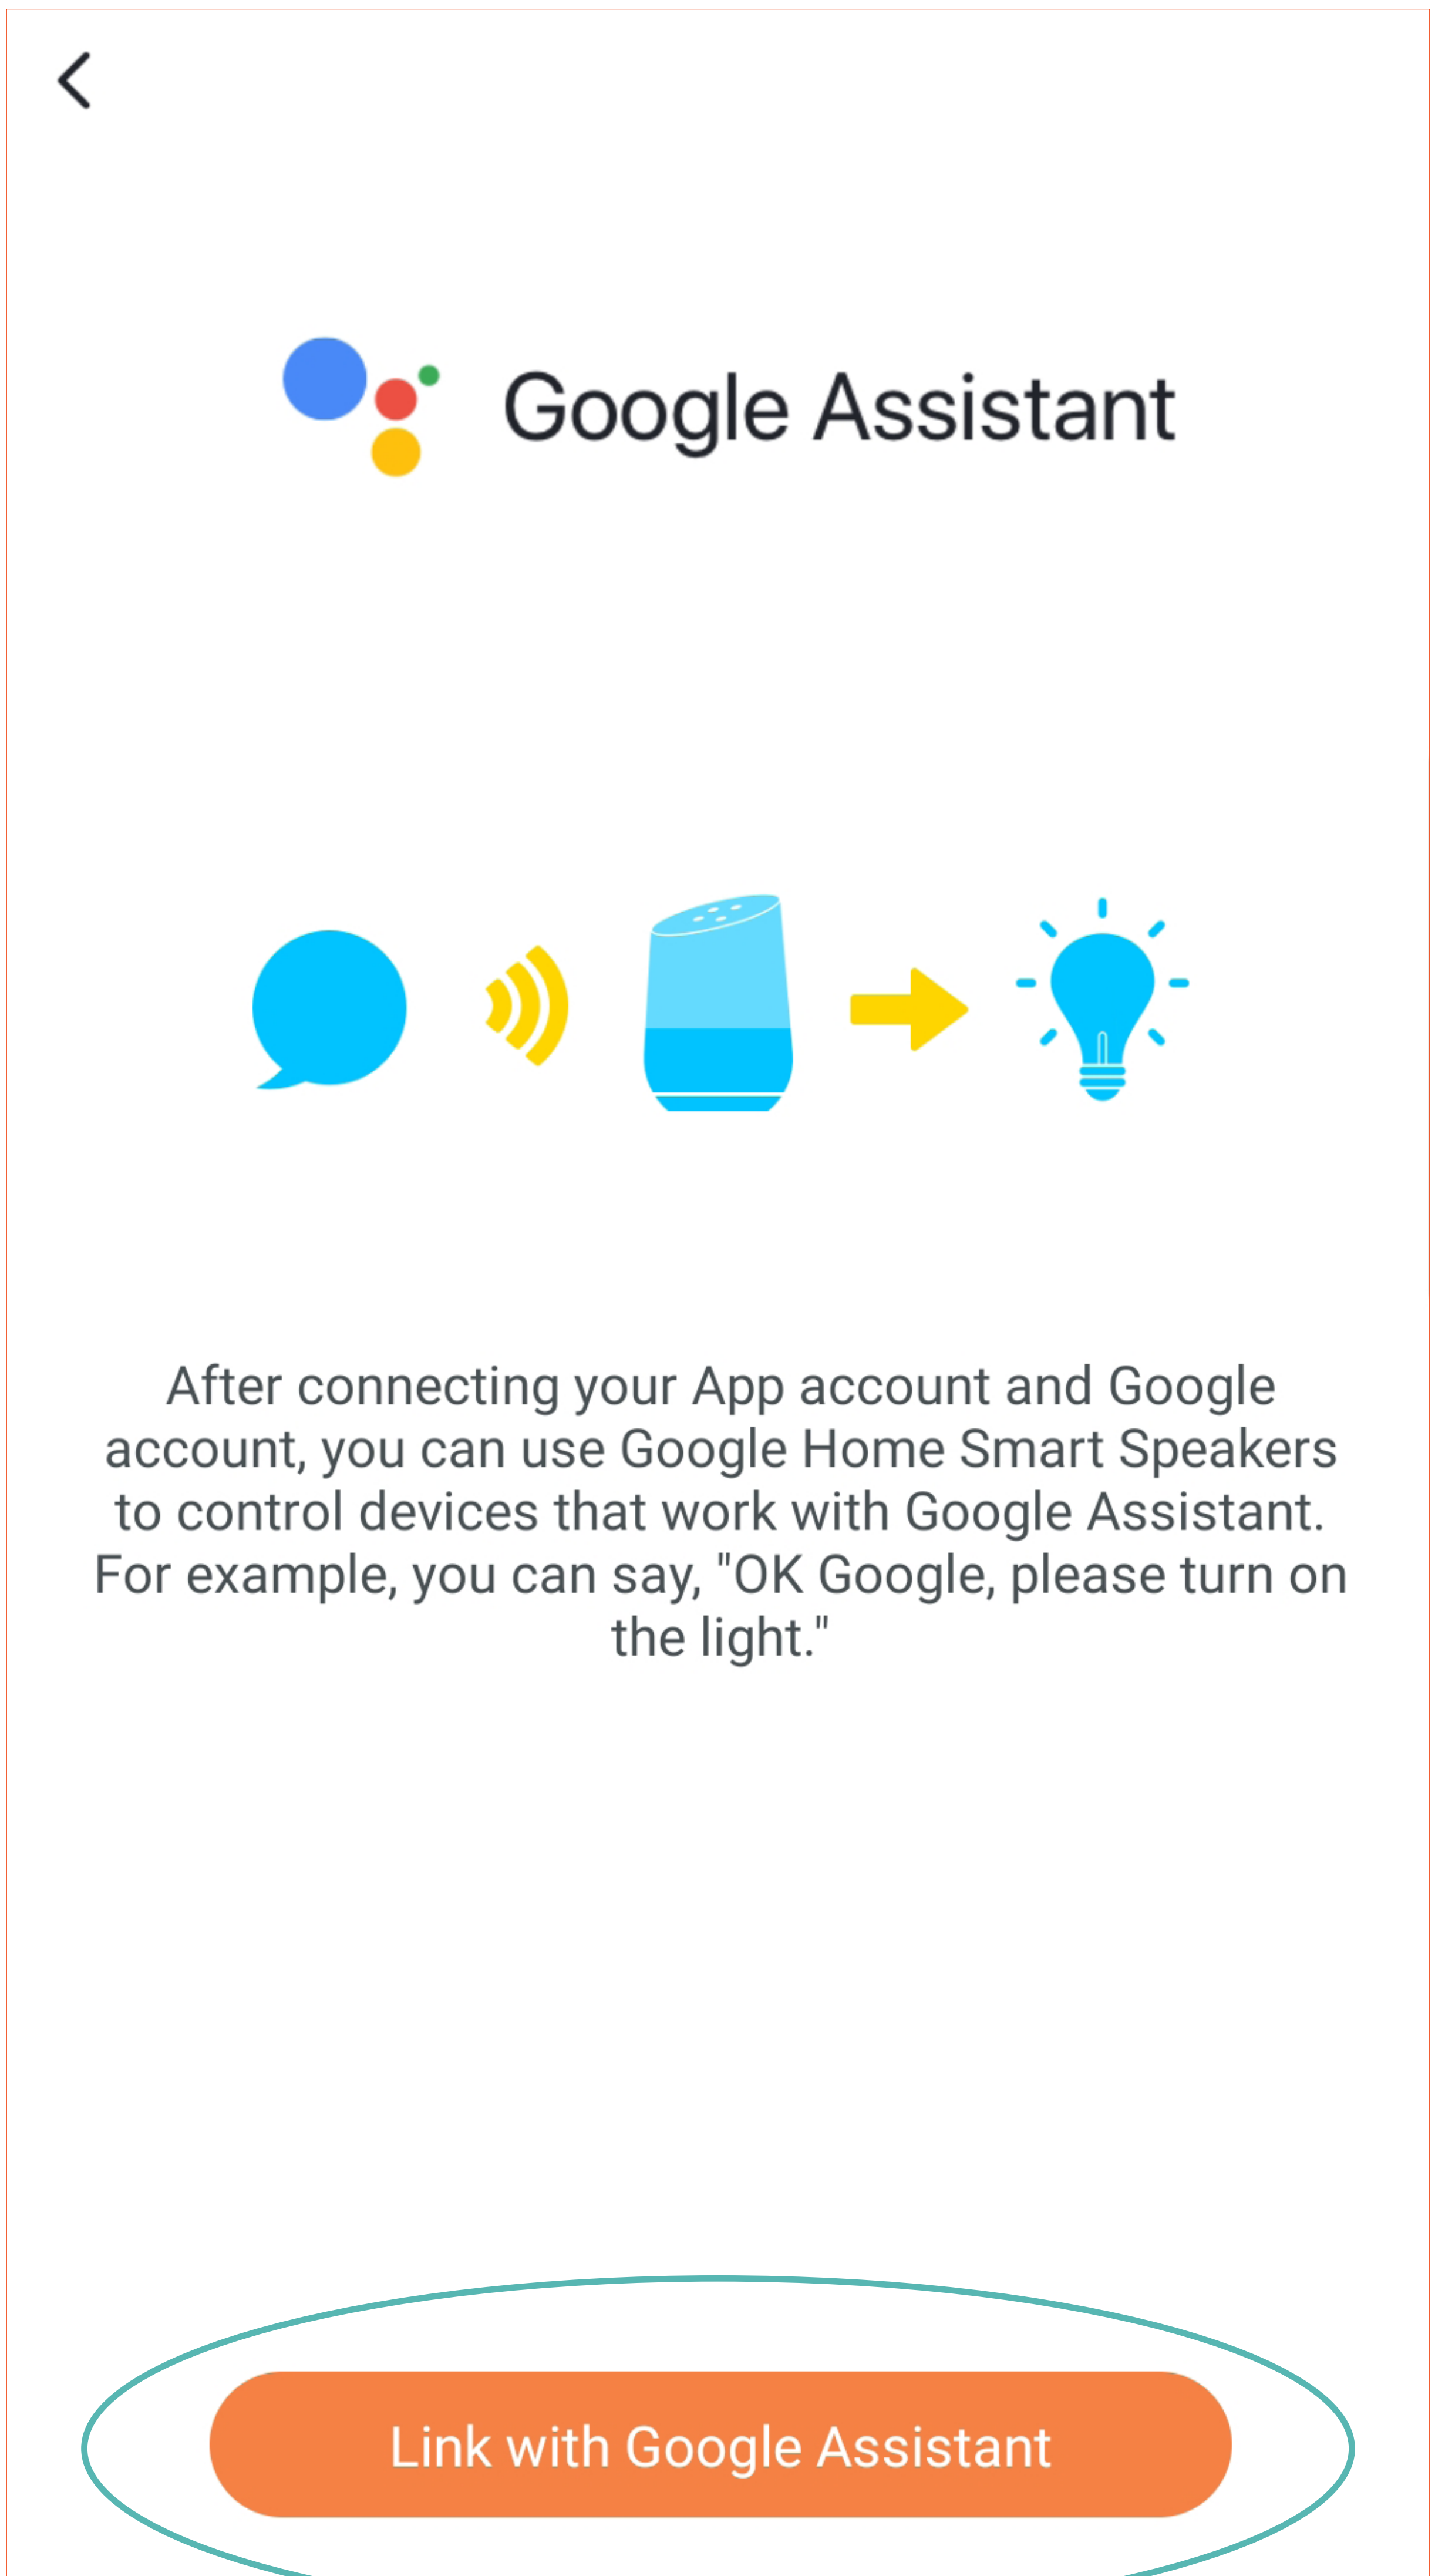 Google Assistant
After connecting your App account and Google
account, you can use Google Home Smart Speakers
to control devices that work with Google Assistant.
For example, you can say, "OK Google, please turn on
the light."
Link with Google Assistant